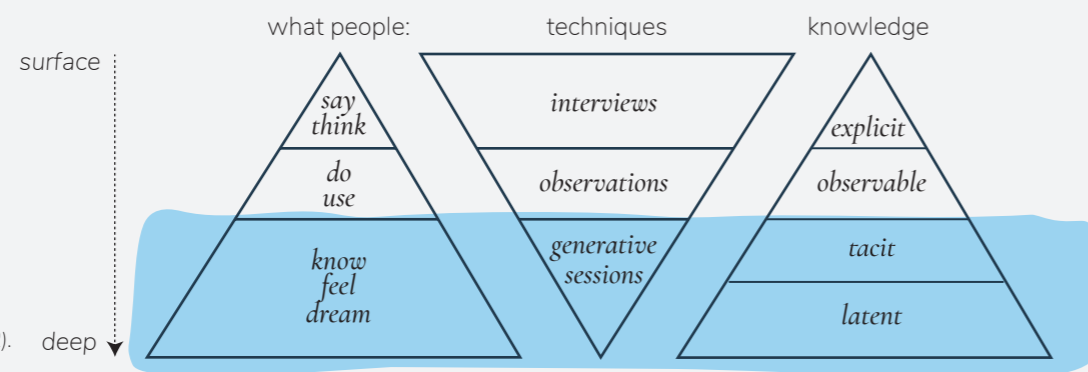 what people:
techniques
knowledge
surface
say
think
interviews
explicit
do
use
observations
observable
know
feel
dream
generative
sessions
tacit
latent
).
deep